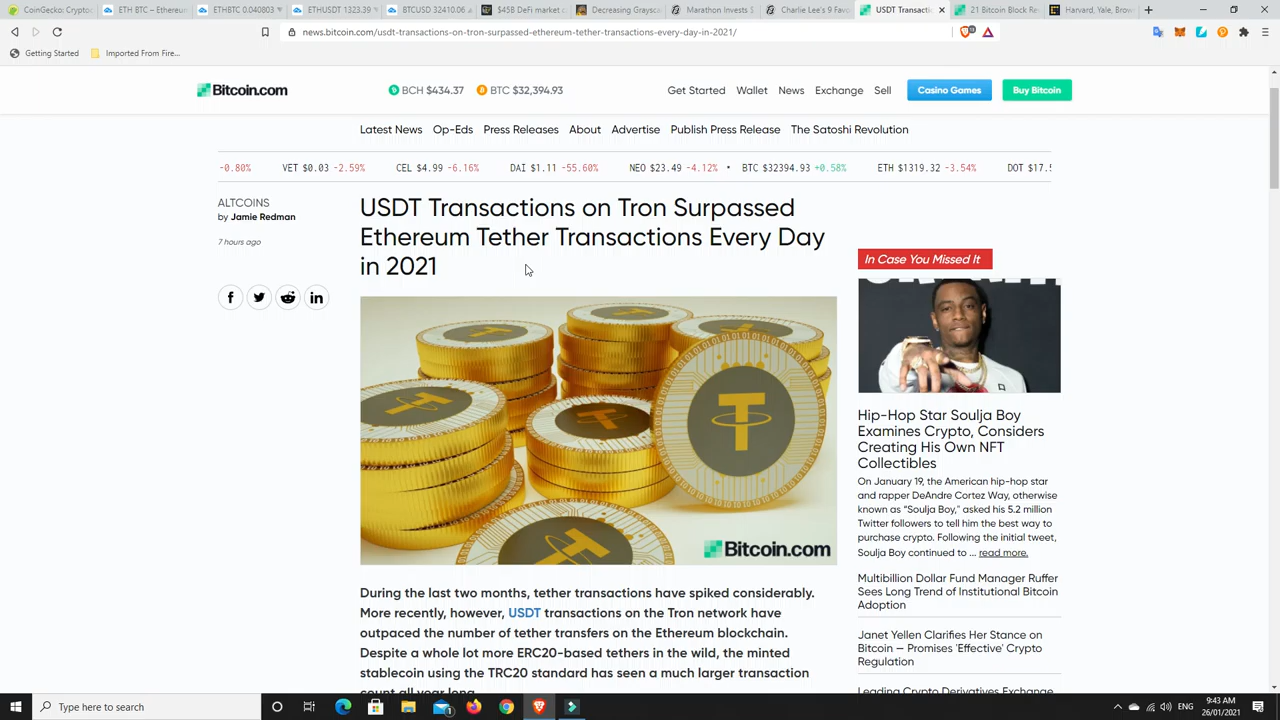 CoinGecko: Crypto
ETH BTC – Ethereum
ETHBTC 0.040803
ETHUSDT 1323.39
BTCUSD 32410.06
$45B DeFi market
Decreasing Grayscale
Marathon Invests $
Charlie Lee's 9 Favo
USDT Transacti
21 Bitcoin Block Re
Harvard, Yale, Brow
news.bitcoin.com/usdt-transactions-on-tron-surpassed-ethereum-tether-transactions-every-day-in-2021/
Getting Started
Imported From Fire...
Bitcoin.com
BCH $434.37
BTC $32,394.93
Get Started
Wallet
News
Exchange
Sell
Casino Games
Buy Bitcoin
Latest News
Op-Eds
Press Releases
About
Advertise
Publish Press Release
The Satoshi Revolution
-0.80% VET $0.03 -2.59% CEL $4.99 -6.16% DAI $1.11 -55.60% NEO $23.49 -4.12% • BTC $32394.93 +0.58% ETH $1319.32 -3.54% DOT $17.5
ALTCOINS
by Jamie Redman
7 hours ago
USDT Transactions on Tron Surpassed
Ethereum Tether Transactions Every Day
in 2021
Bitcoin.com
During the last two months, tether transactions have spiked considerably.
More recently, however, USDT transactions on the Tron network have
outpaced the number of tether transfers on the Ethereum blockchain.
Despite a whole lot more ERC20-based tethers in the wild, the minted
stablecoin using the TRC20 standard has seen a much larger transaction
count all year long.
In Case You Missed It
Hip-Hop Star Soulja Boy
Examines Crypto, Considers
Creating His Own NFT
Collectibles
On January 19, the American hip-hop star
and rapper DeAndre Cortez Way, otherwise
known as “Soulja Boy,” asked his 5.2 million
Twitter followers to tell him the best way to
purchase crypto. Following the initial tweet,
Soulja Boy continued to ... read more.
Multibillion Dollar Fund Manager Ruffer
Sees Long Trend of Institutional Bitcoin
Adoption
Janet Yellen Clarifies Her Stance on
Bitcoin — Promises 'Effective' Crypto
Regulation
Leading Crypto Derivatives Exchange
Type here to search
ENG
9:43 AM
26/01/2021